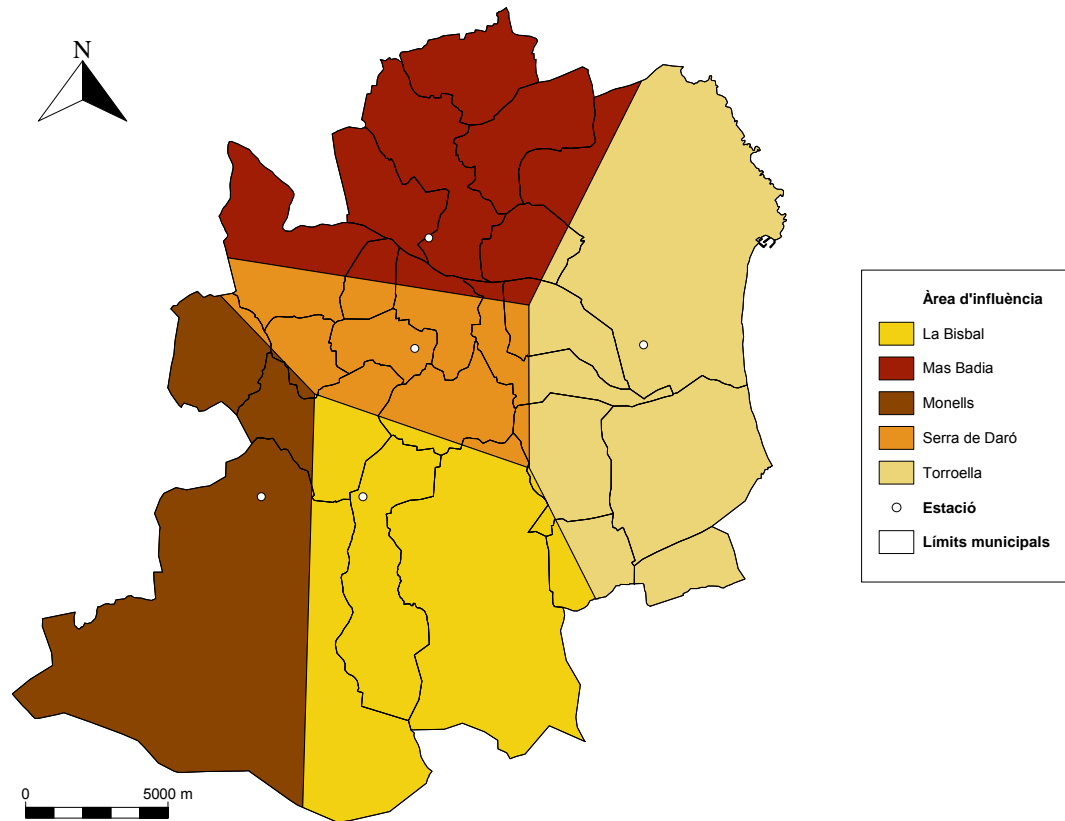 N
Àrea d'influència
La Bisbal
Mas Badia
Monells
Serra de Daró
Torroella
Estació
Límits municipals
0 5000 m